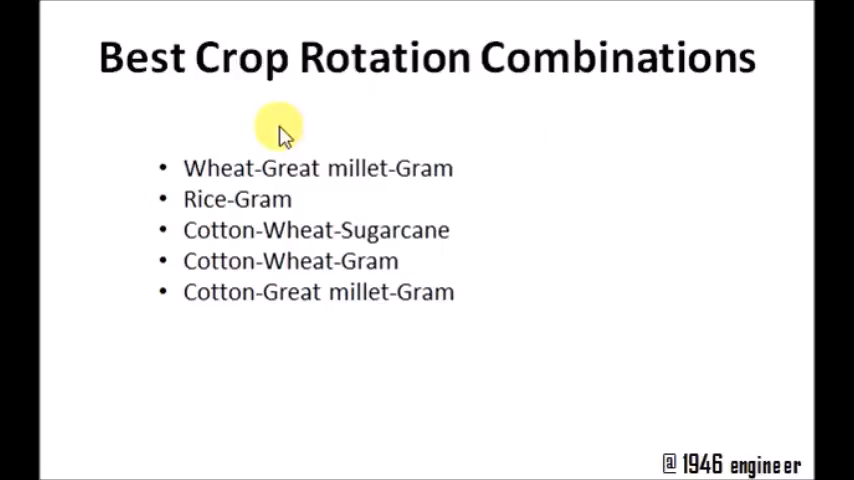 Best Crop Rotation Combinations
• Wheat-Great millet-Gram
• Rice-Gram
• Cotton-Wheat-Sugarcane
• Cotton-Wheat-Gram
• Cotton-Great millet-Gram
@ 1946 engineer